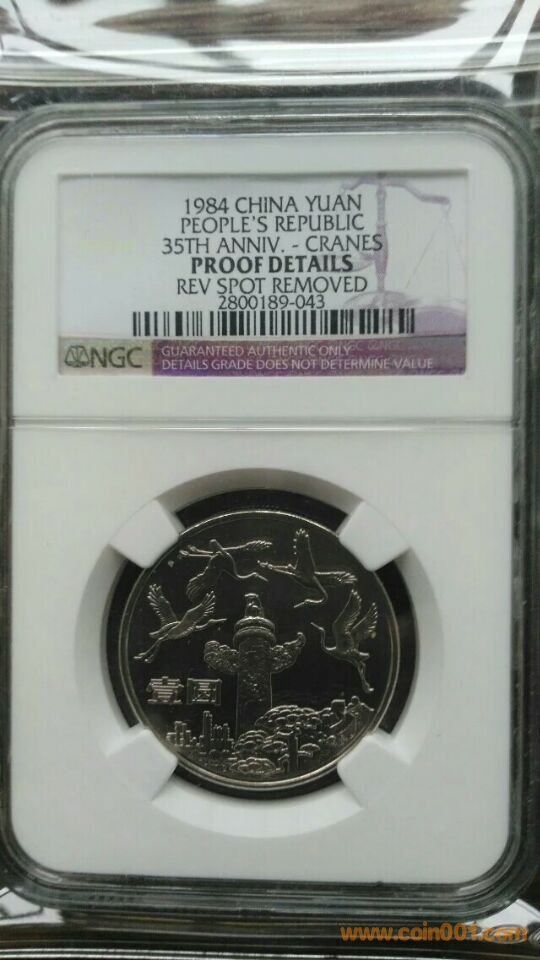 1984 CHINA YUAN
PEOPLE'S REPUBLIC
35TH ANNIV. - CRANES
PROOF DETAILS
REV SPOT REMOVED
2800189-043
NGC
GUARANTEED AUTHENTIC ONLY
DETAILS GRADE DOES NOT DETERMINE VALUE
壹圆
www.coin001.com